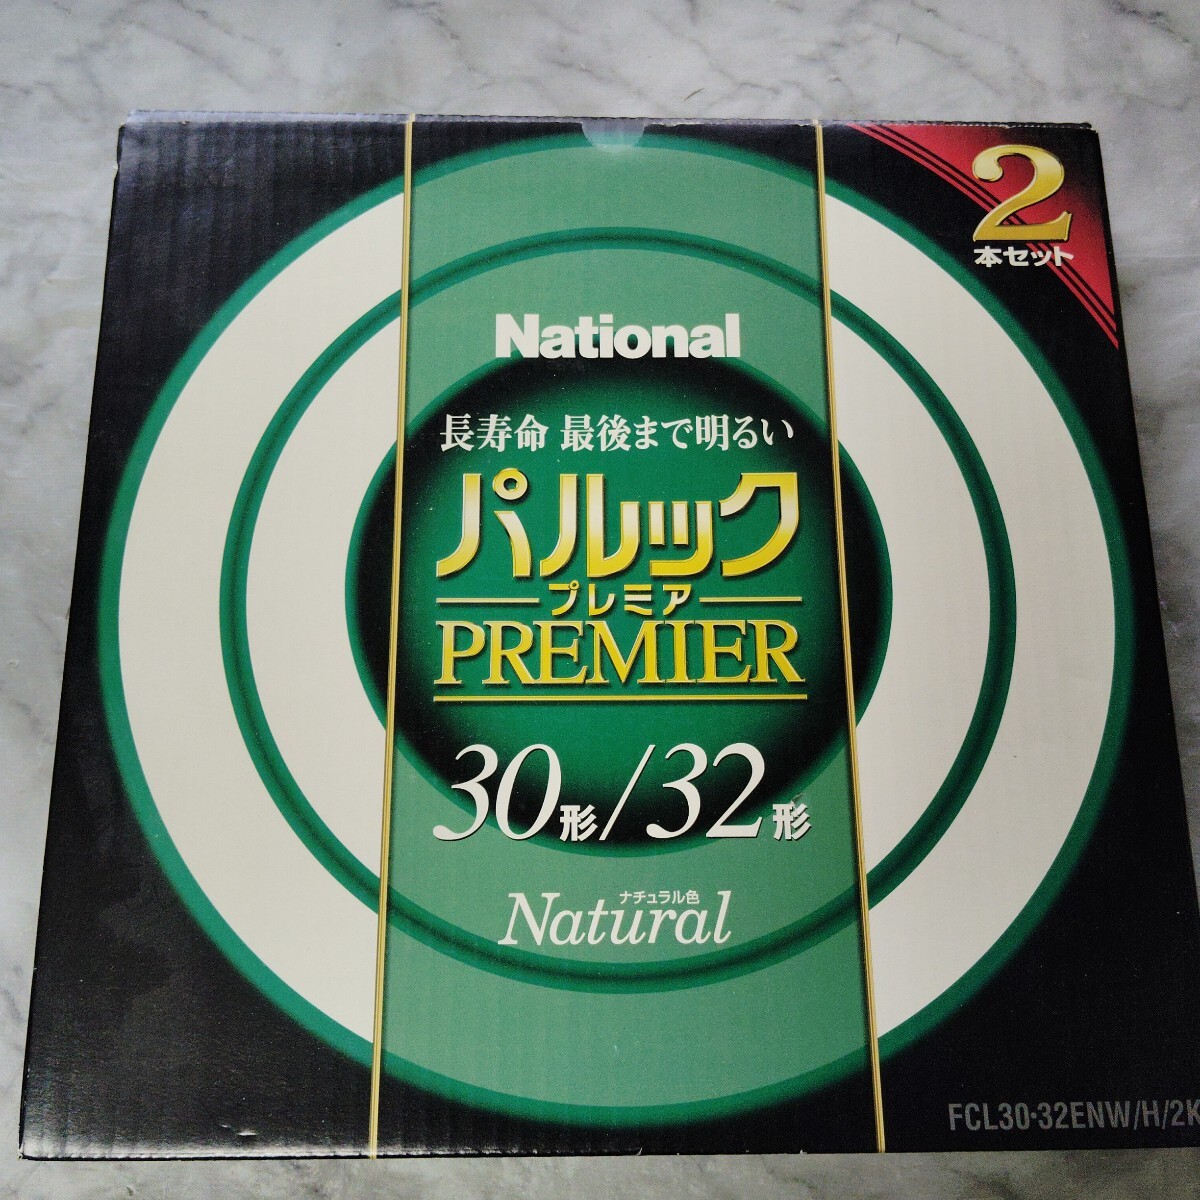 2
本セット
National
長寿命 最後まで明るい
パルック
プレミア
PREMIER
30形/32形
ナチュラル色
Natural
FCL30·32ENW/H/2K